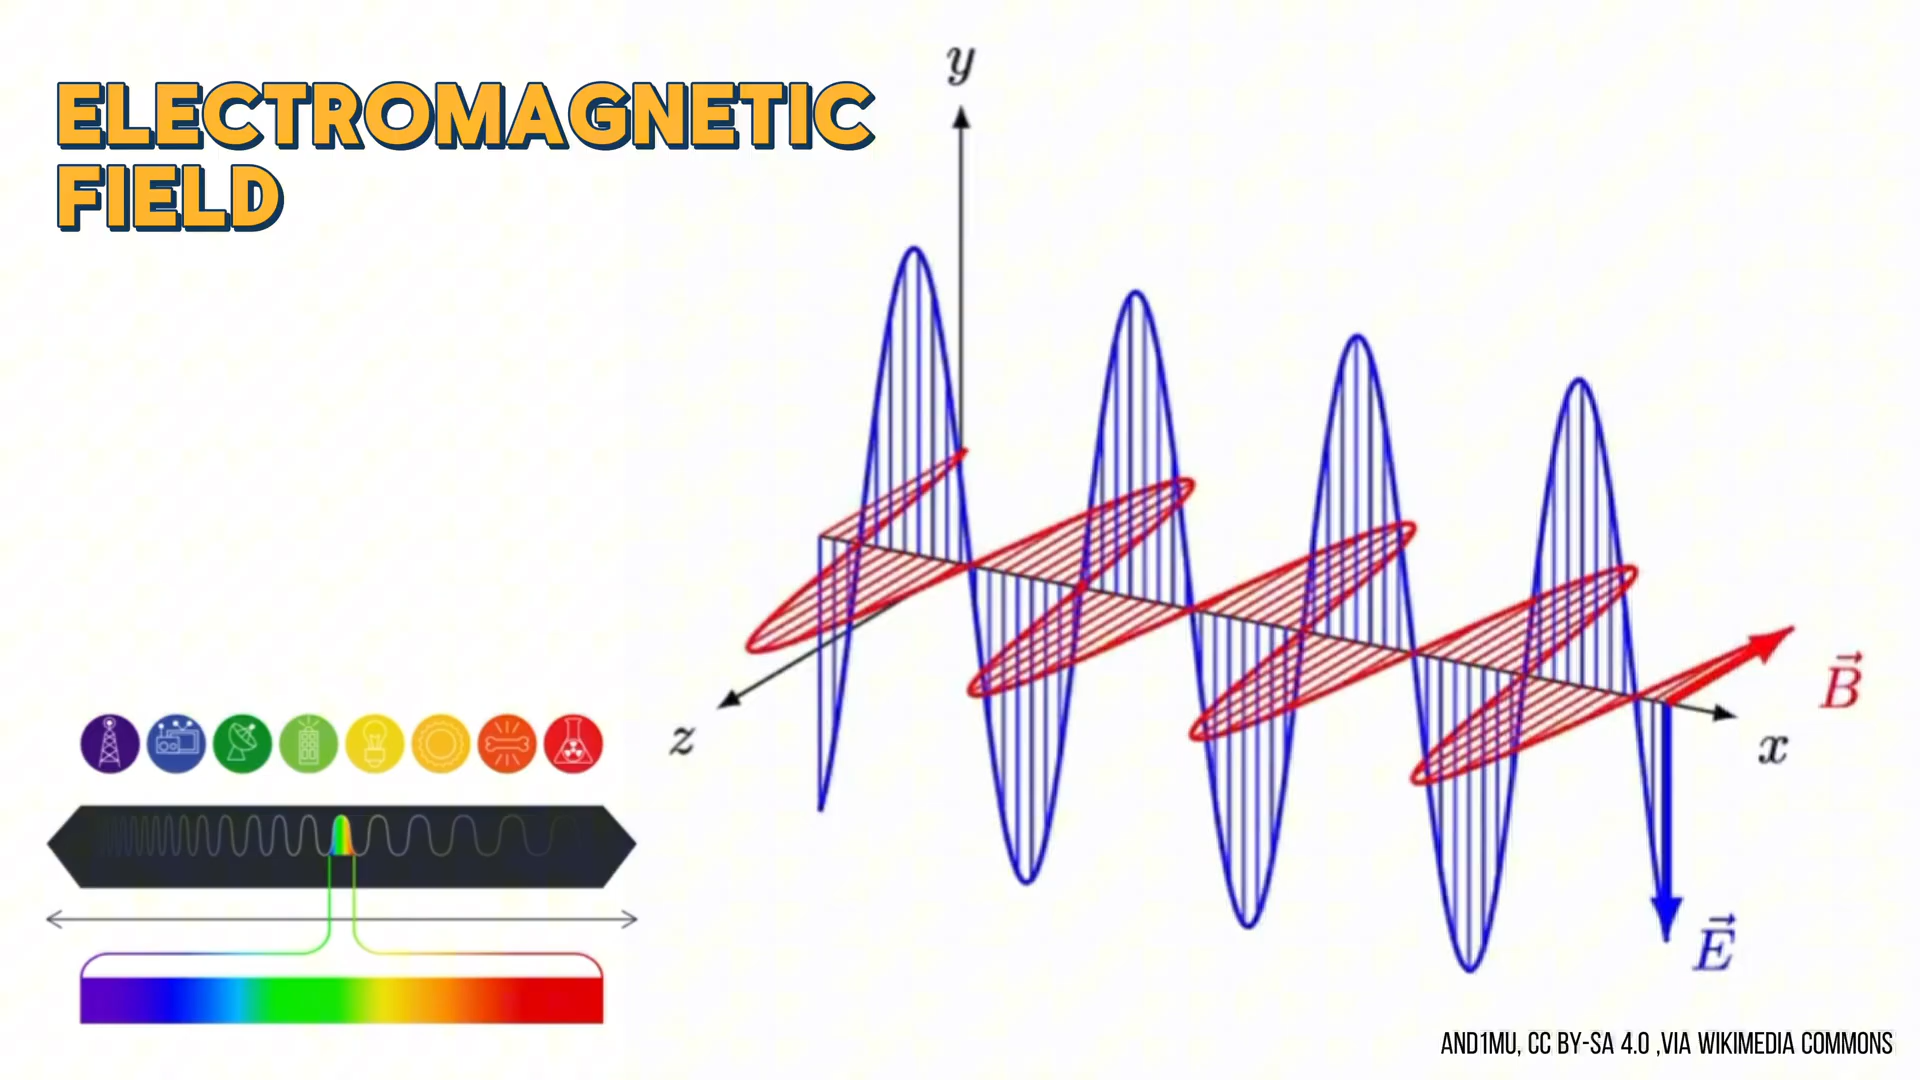 ELECTROMAGNETIC
FIELD
y
z
x
B
E
AND1MU, CC BY-SA 4.0 ,VIA WIKIMEDIA COMMONS